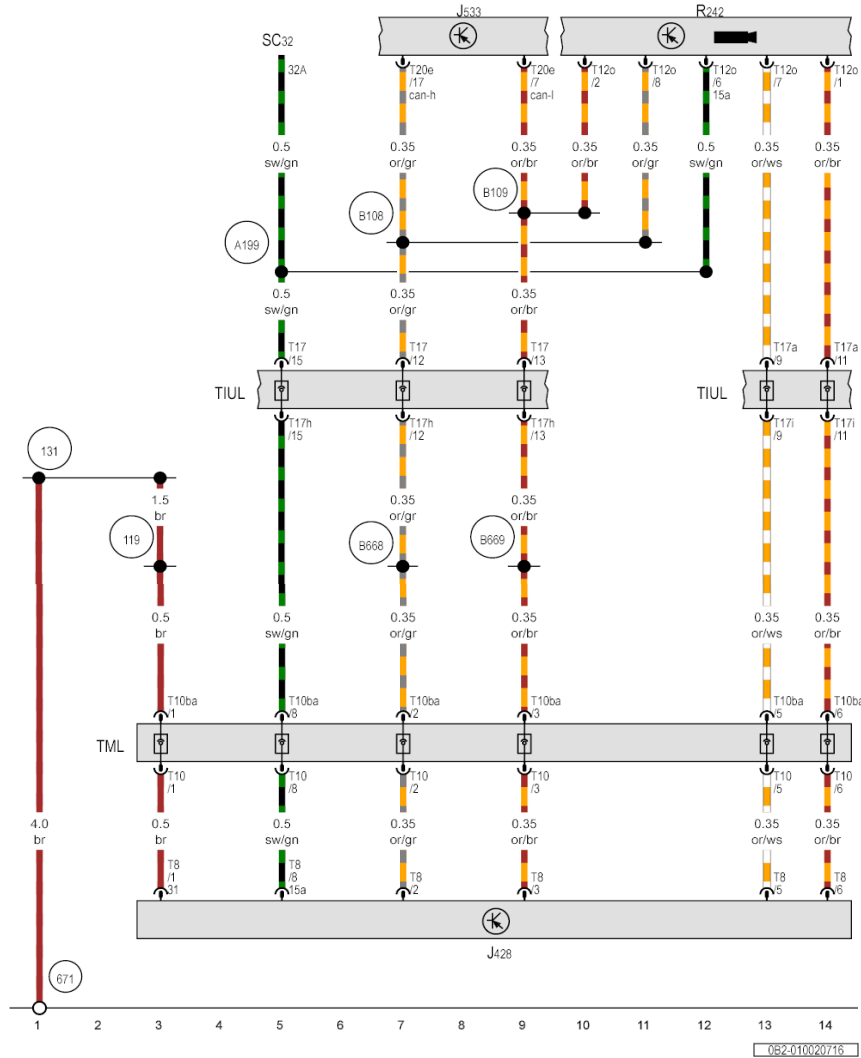 J533
R242
SC32
32A
T20e
/17
can-h
T20e
/7
can-l
T12o
/2
T12o
/8
T12o
/6
15a
T12o
/7
T12o
/1
0.5
sw/gn
0.35
or/gr
0.35
or/br
0.35
or/br
0.35
or/gr
0.5
sw/gn
0.35
or/ws
0.35
or/br
B109
B108
A199
0.5
sw/gn
0.35
or/gr
0.35
or/br
T17
/15
T17
/12
T17
/13
T17a
/9
T17a
/11
TIUL
TIUL
T17h
/15
T17h
/12
T17h
/13
T17i
/9
T17i
/11
131
1.5
br
0.35
or/gr
0.35
or/br
119
B668
B669
0.5
br
0.5
sw/gn
0.35
or/gr
0.35
or/br
0.35
or/ws
0.35
or/br
T10ba
/1
T10ba
/8
T10ba
/2
T10ba
/3
T10ba
/5
T10ba
/6
TML
T10
/1
T10
/8
T10
/2
T10
/3
T10
/5
T10
/6
4.0
br
0.5
br
0.5
sw/gn
0.35
or/gr
0.35
or/br
0.35
or/ws
0.35
or/br
T8
/1
31
T8
/8
15a
T8
/2
T8
/3
T8
/5
T8
/6
J428
671
1 2 3 4 5 6 7 8 9 10 11 12 13 14
0B2-010020716